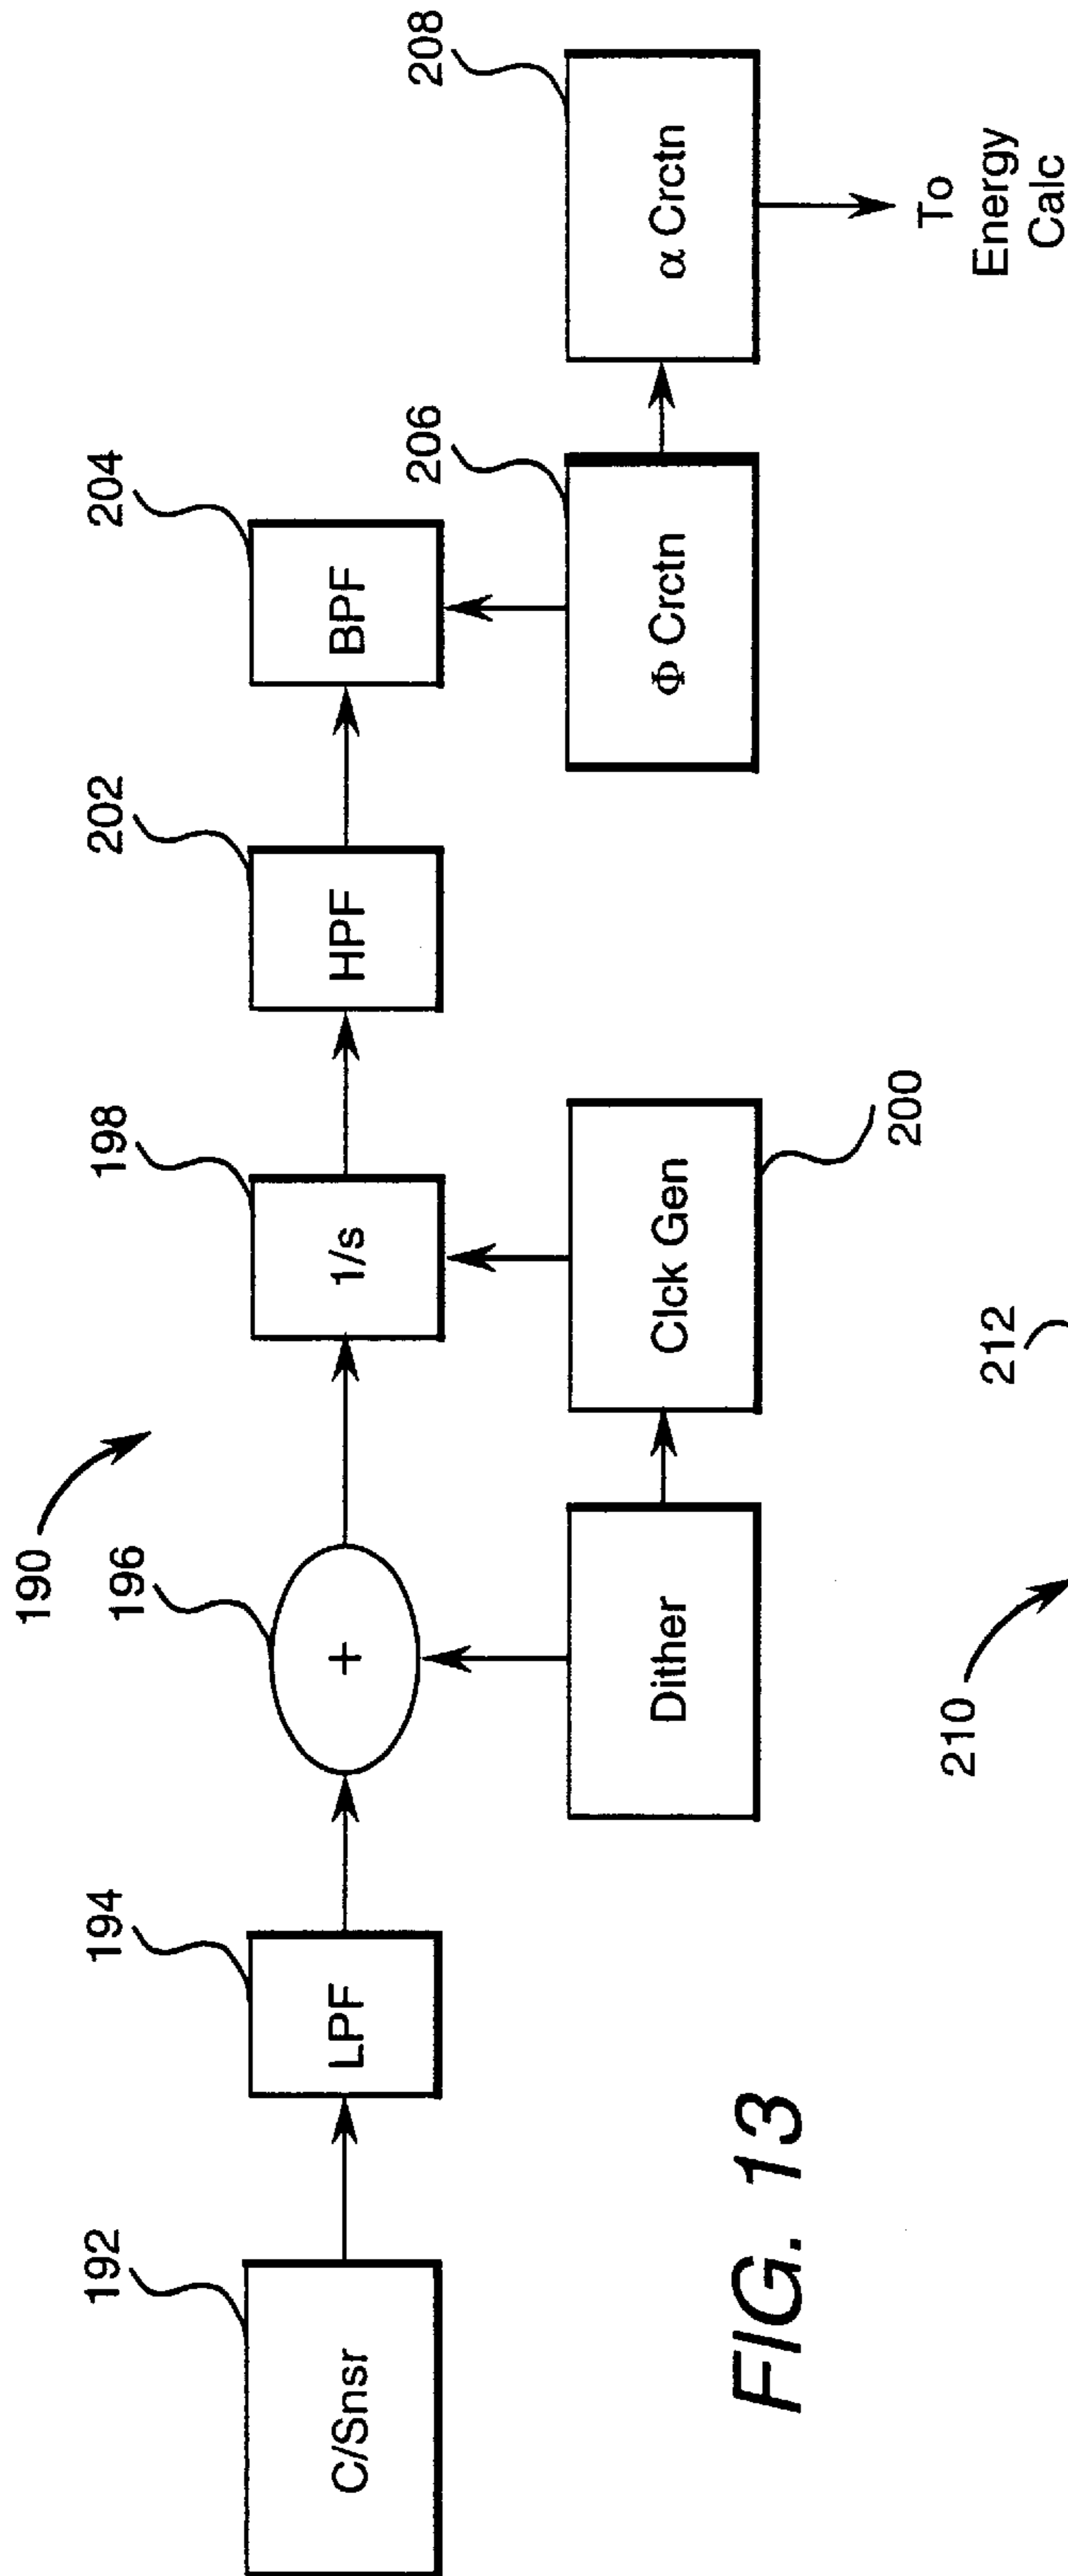 190
192
C/Snsr
194
LPF
196
+
198
1/s
202
HPF
204
BPF
Dither
Clck Gen
200
206
Φ Crctn
208
α Crctn
To
Energy
Calc
FIG. 13
210
212